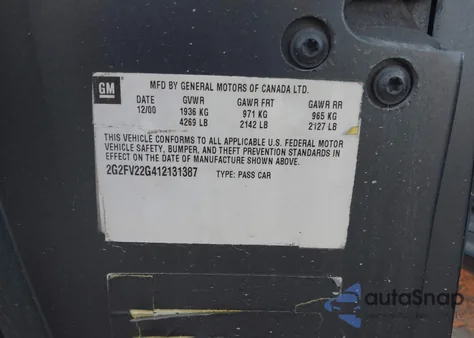 GM
MFD BY GENERAL MOTORS OF CANADA LTD.
DATE GVWR GAWR FRT GAWR RR
12/00 1936 KG 971 KG 965 KG
4269 LB 2142 LB 2127 LB
THIS VEHICLE CONFORMS TO ALL APPLICABLE U.S. FEDERAL MOTOR
VEHICLE SAFETY, BUMPER, AND THEFT PREVENTION STANDARDS IN
EFFECT ON THE DATE OF MANUFACTURE SHOWN ABOVE.
2G2FV22G412131387 TYPE: PASS CAR
autoSnap